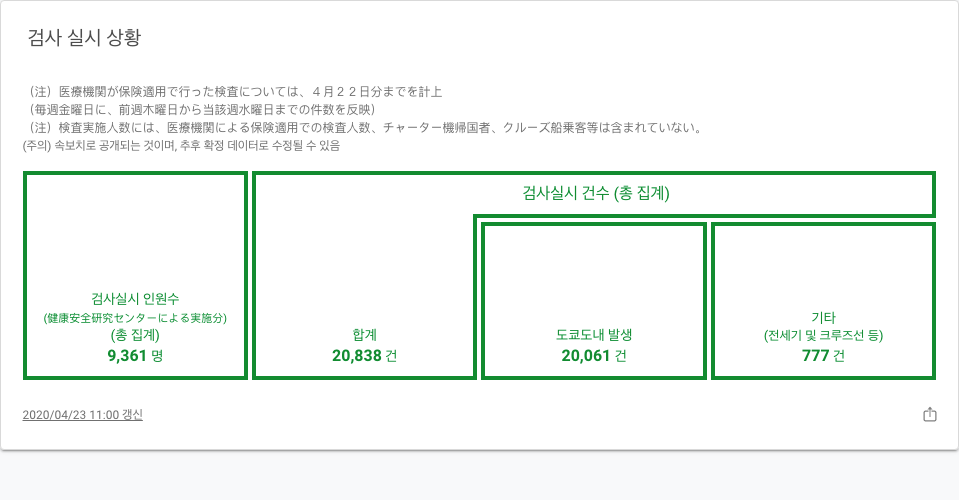 검사 실시 상황
（注）医療機関が保険適用で行った検査については、４月２２日分までを計上
（毎週金曜日に、前週木曜日から当該週水曜日までの件数を反映）
（注）検査実施人数には、医療機関による保険適用での検査人数、チャーター機帰国者、クルーズ船乗客等は含まれていない。
(주의) 속보치로 공개되는 것이며, 추후 확정 데이터로 수정될 수 있음
검사실시 건수 (총 집계)
검사실시 인원수
(健康安全研究センターによる実施分)
(총 집계)
9,361 명
합계
20,838 건
도쿄도내 발생
20,061 건
기타
(전세기 및 크루즈선 등)
777 건
2020/04/23 11:00 갱신